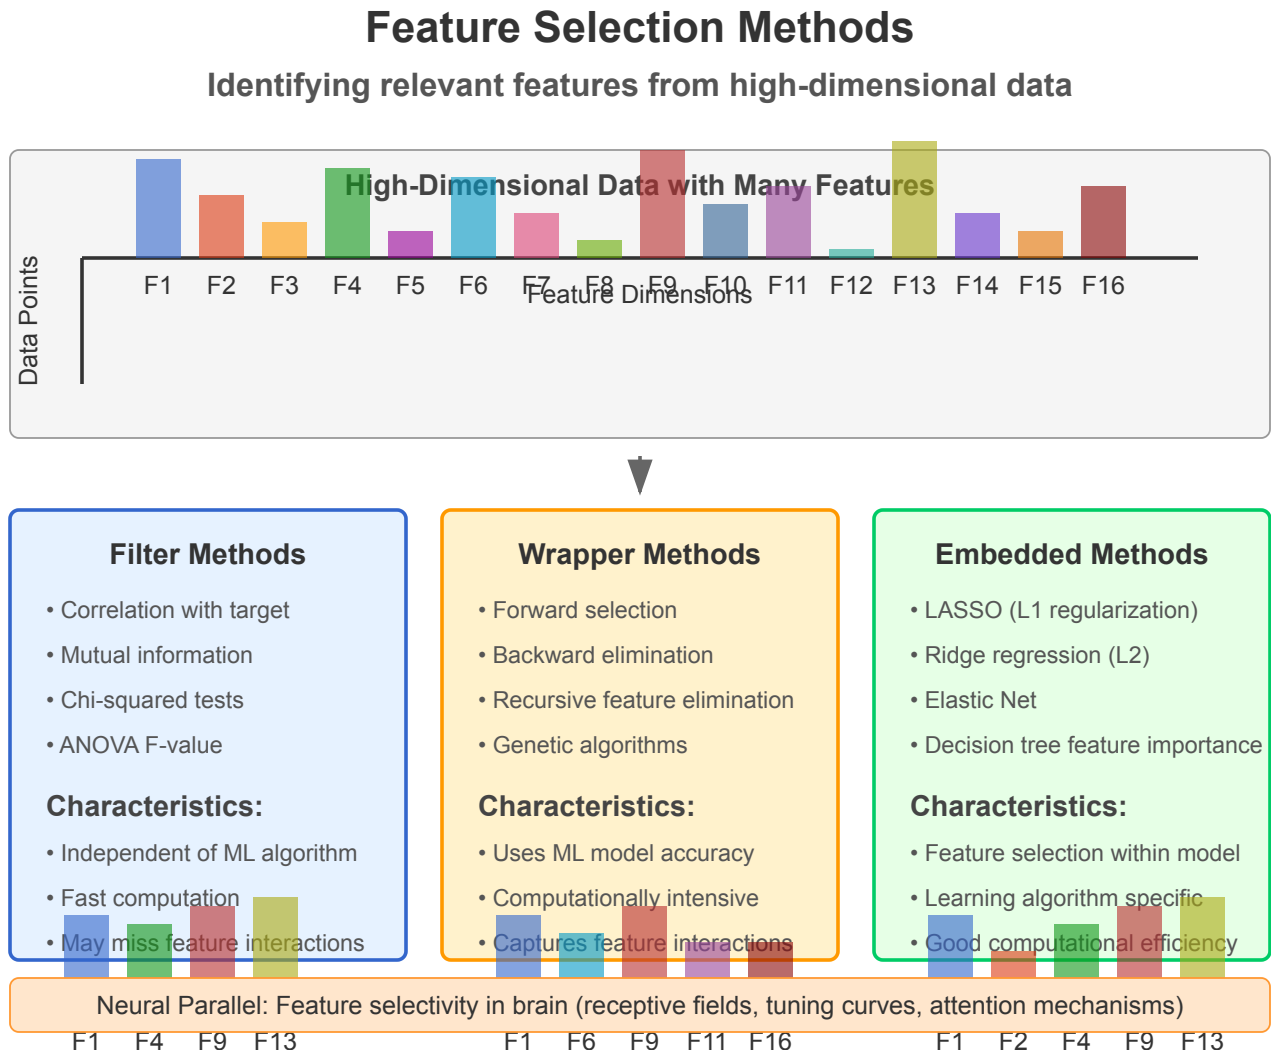 Feature Selection Methods
Identifying relevant features from high-dimensional data
High-Dimensional Data with Many Features
Data Points
F1 F2 F3 F4 F5 F6 F7 F8 F9 F10 F11 F12 F13 F14 F15 F16
Feature Dimensions
Filter Methods
• Correlation with target
• Mutual information
• Chi-squared tests
• ANOVA F-value
Characteristics:
• Independent of ML algorithm
• Fast computation
• May miss feature interactions
Wrapper Methods
• Forward selection
• Backward elimination
• Recursive feature elimination
• Genetic algorithms
Characteristics:
• Uses ML model accuracy
• Computationally intensive
• Captures feature interactions
Embedded Methods
• LASSO (L1 regularization)
• Ridge regression (L2)
• Elastic Net
• Decision tree feature importance
Characteristics:
• Feature selection within model
• Learning algorithm specific
• Good computational efficiency
Neural Parallel: Feature selectivity in brain (receptive fields, tuning curves, attention mechanisms)
F1 F4 F9 F13
F1 F6 F9 F11 F16
F1 F2 F4 F9 F13